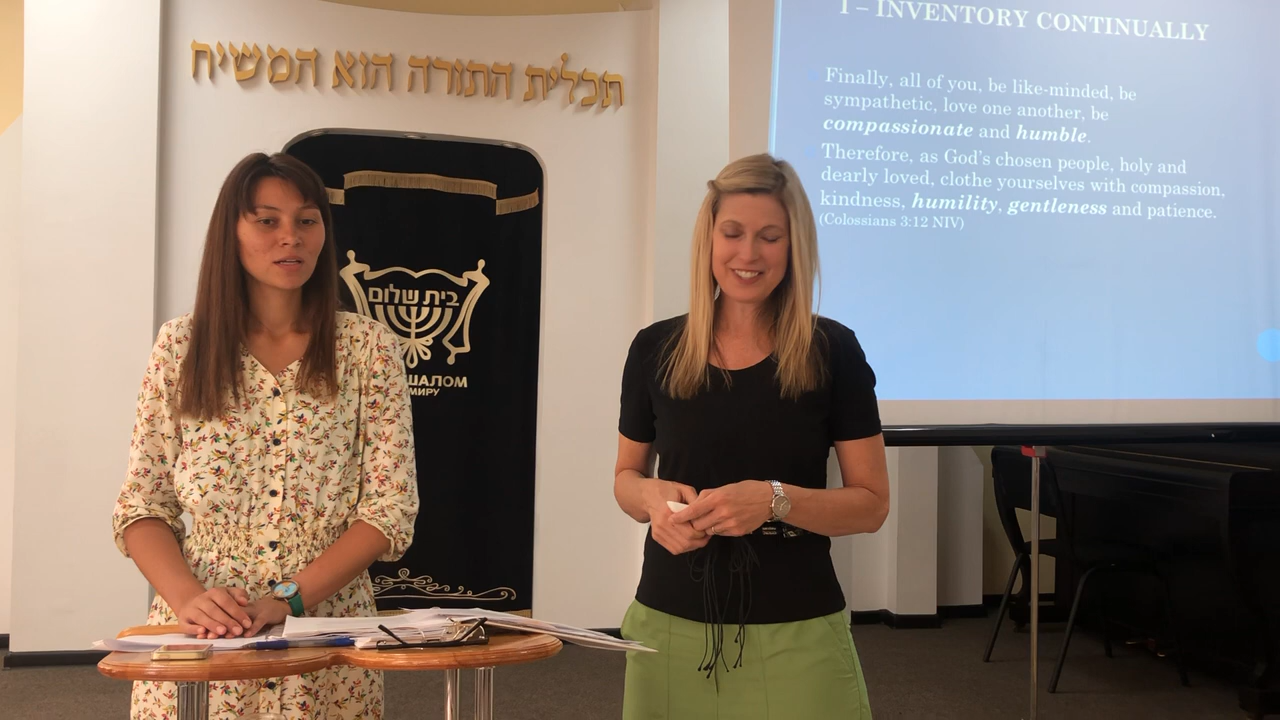 תכלית התורה הוא המשיח
בית שלום
ШАЛОМ
МИРУ
I – INVENTORY CONTINUALLY
Finally, all of you, be like-minded, be
sympathetic, love one another, be
compassionate and humble.
Therefore, as God's chosen people, holy and
dearly loved, clothe yourselves with compassion,
kindness, humility, gentleness and patience.
(Colossians 3:12 NIV)